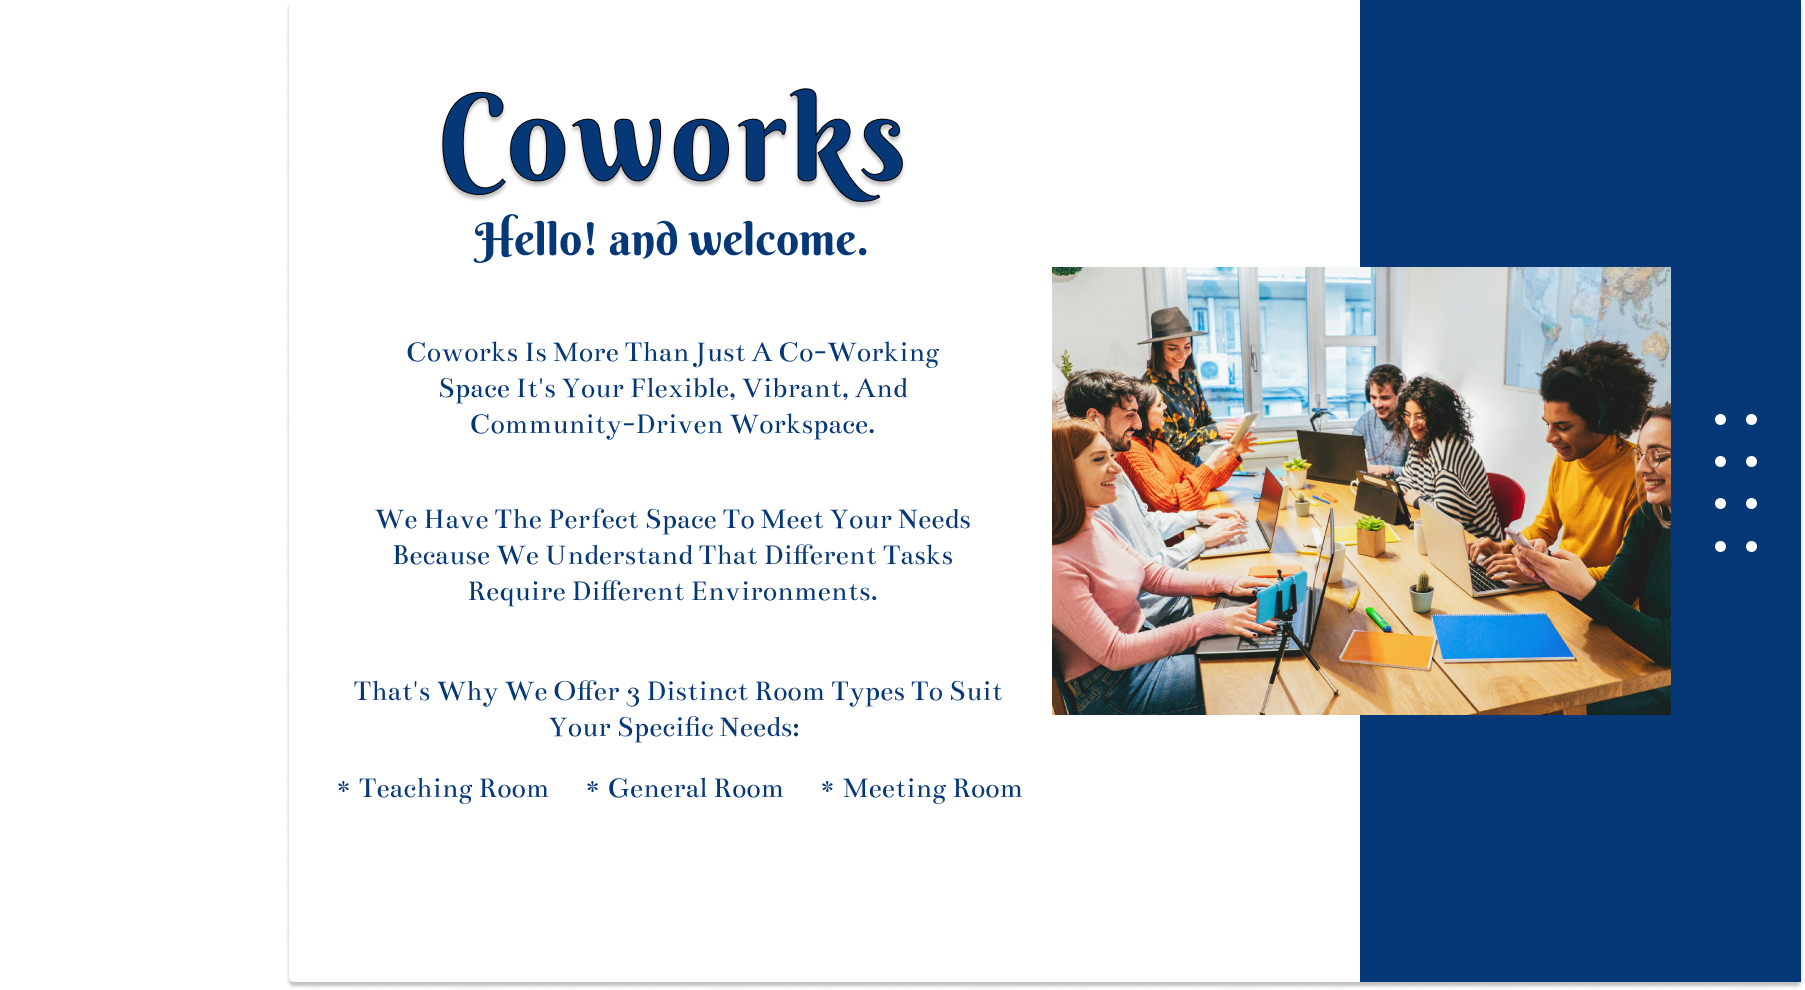 Coworks
Hello! and welcome.
Coworks Is More Than Just A Co-Working
Space It's Your Flexible, Vibrant, And
Community-Driven Workspace.
We Have The Perfect Space To Meet Your Needs
Because We Understand That Different Tasks
Require Different Environments.
That's Why We Offer 3 Distinct Room Types To Suit
Your Specific Needs:
* Teaching Room * General Room * Meeting Room